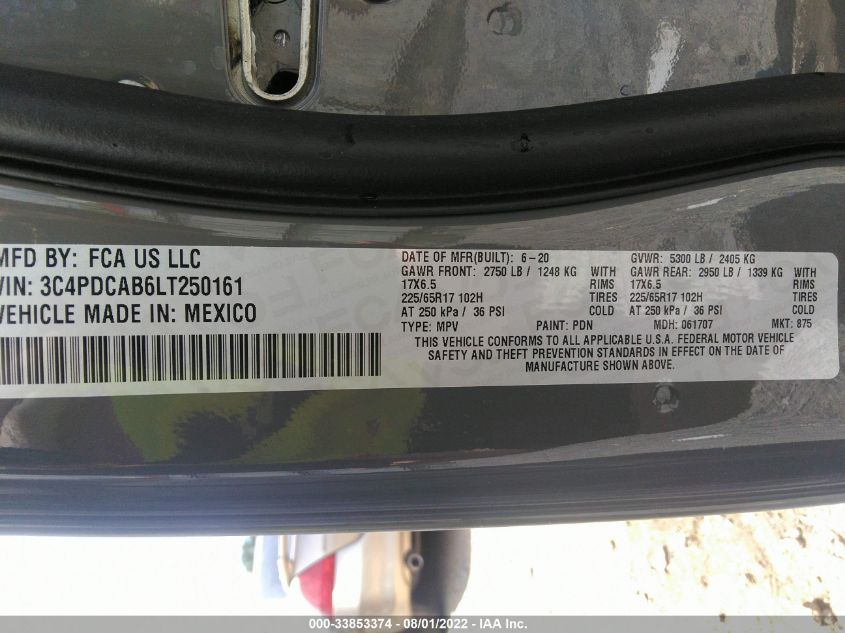 MFD BY: FCA US LLC
VIN: 3C4PDCAB6LT250161
VEHICLE MADE IN: MEXICO
DATE OF MFR(BUILT): 6-20 GVWR: 5300 LB / 2405 KG
GAWR FRONT: 2750 LB / 1248 KG WITH GAWR REAR: 2950 LB / 1339 KG WITH
17X6.5 RIMS 17X6.5 RIMS
225/65R17 102H TIRES 225/65R17 102H TIRES
AT 250 kPa / 36 PSI COLD AT 250 kPa / 36 PSI COLD
TYPE: MPV PAINT: PDN MDH: 061707 MKT: 875
THIS VEHICLE CONFORMS TO ALL APPLICABLE U.S.A. FEDERAL MOTOR VEHICLE
SAFETY AND THEFT PREVENTION STANDARDS IN EFFECT ON THE DATE OF
MANUFACTURE SHOWN ABOVE.
000-33853374 - 08/01/2022 - IAA Inc.